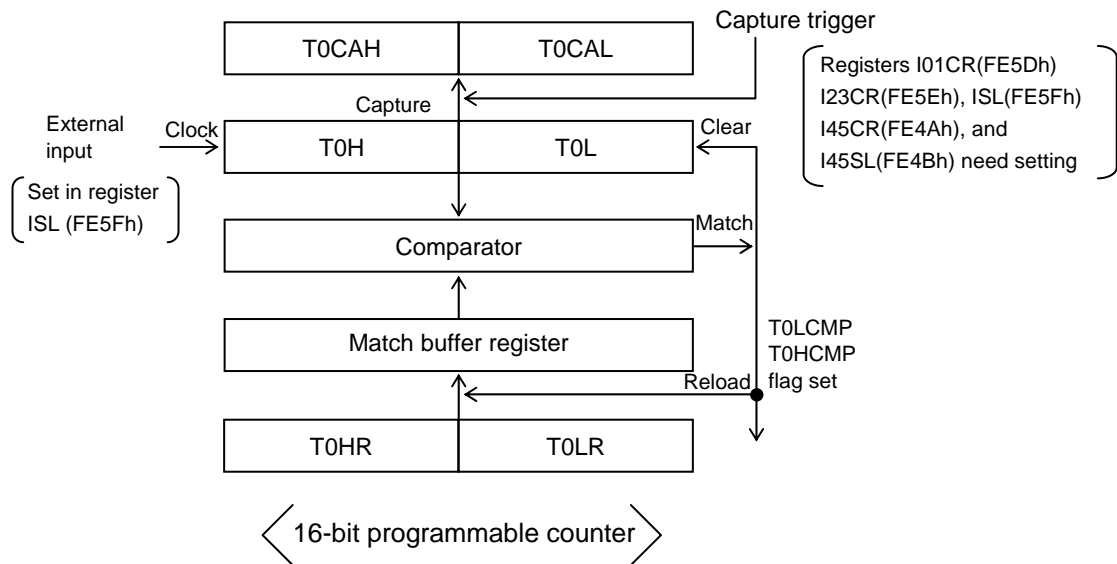 Capture trigger
T0CAH
T0CAL
Registers I01CR(FE5Dh)
I23CR(FE5Eh), ISL(FE5Fh)
I45CR(FE4Ah), and
I45SL(FE4Bh) need setting
Capture
External
input
Clock
T0H
T0L
Clear
Set in register
ISL (FE5Fh)
Comparator
Match
Match buffer register
T0LCMP
T0HCMP
flag set
Reload
T0HR
T0LR
16-bit programmable counter